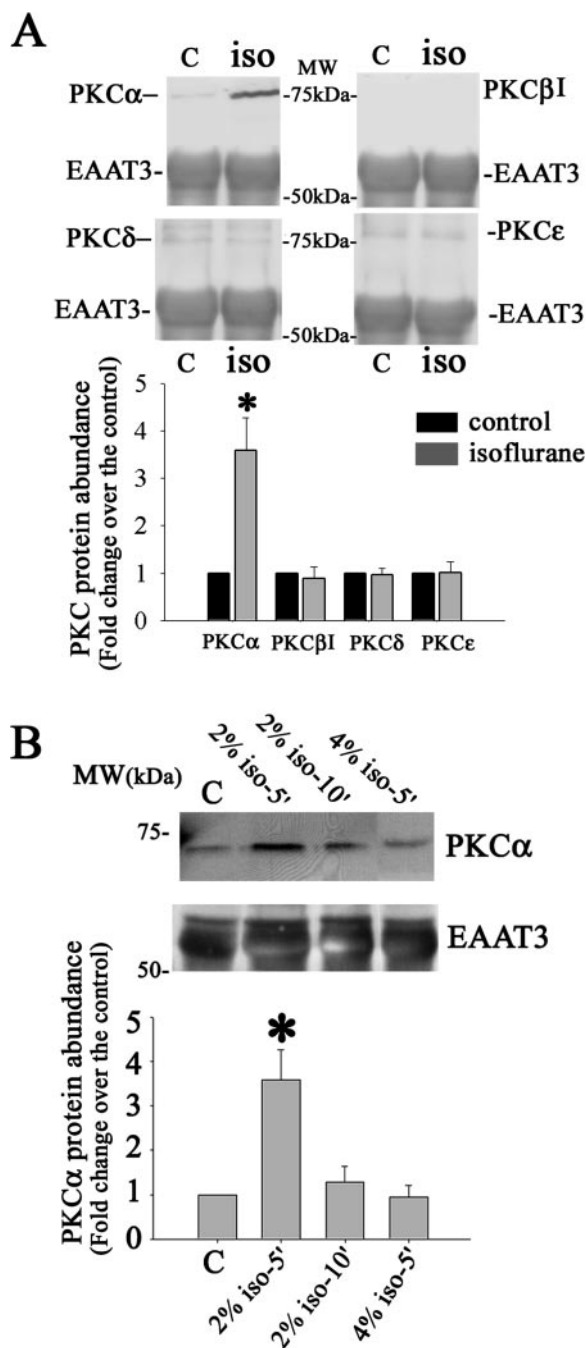 A
C iso MW C iso
PKCα– -75kDa- PKCβI
EAAT3- -EAAT3
-50kDa-
PKCδ– -75kDa- -PKCε
EAAT3- -EAAT3
-50kDa-
C iso C iso
PKC protein abundance
(Fold change over the control)
5
4
3
2
1
0
*
control
isoflurane
PKCα PKCβI PKCδ PKCε
B
MW(kDa) C 2% iso-5' 2% iso-10' 4% iso-5'
75- PKCα
EAAT3
50-
PKCα protein abundance
(Fold change over the control)
5
4
3
2
1
0
*
C 2% iso-5' 2% iso-10' 4% iso-5'